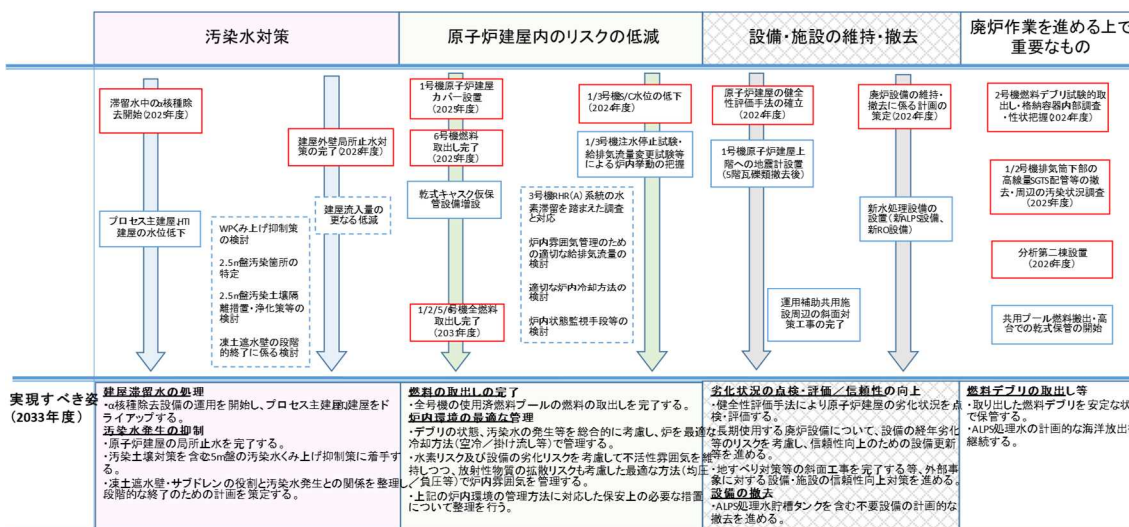 汚染水対策
原子炉建屋内のリスクの低減
設備・施設の維持・撤去
廃炉作業を進める上で
重要なもの
滞留水中のα核種除
去開始(2025年度)
建屋外壁局所止水対
策の完了(2028年度)
プロセス主建屋、HTI
建屋の水位低下
建屋流入量の
更なる低減
WPくみ上げ抑制策
の検討
2.5m盤汚染箇所の
特定
2.5m盤汚染土壌隔
離措置・浄化策等の
検討
凍土遮水壁の段階
的終了に係る検討
1号機原子炉建屋
カバー設置
(2025年度)
6号機燃料
取出し完了
(2025年度)
乾式キャスク仮保
管設備増設
1/2/5/6号機全燃料
取出し完了
(2031年度)
1/3号機S/C水位の低下
(2024年度)
1/3号機注水停止試験・
給排気流量変更試験等
による炉内挙動の把握
3号機RHR(A)系統の水
素滞留を踏まえた調査
と対応
炉内雰囲気管理のため
の適切な給排気流量の
検討
適切な炉内冷却方法の
検討
炉内状態監視手段等の
検討
原子炉建屋の健全
性評価手法の確立
(2024年度)
1号機原子炉建屋上
階への地震計設置
(5階瓦礫類撤去後)
運用補助共用施
設周辺の斜面対
策工事の完了
廃炉設備の維持・
撤去に係る計画の
策定(2024年度)
新水処理設備の
設置(新ALPS設備、
新RO設備)
2号機燃料デブリ試験的取
出し・格納容器内部調査
・性状把握(2024年度)
1/2号機排気筒下部の
高線量SGTS配管等の撤
去・周辺の汚染状況調査
(2025年度)
分析第二棟設置
(2026年度)
共用プール燃料搬出・高
台での乾式保管の開始
実現すべき姿
(2033年度)
建屋滞留水の処理
・α核種除去設備の運用を開始し、プロセス主建屋の建屋をド
ライアップする。
汚染水発生の抑制
・原子炉建屋の局所止水を完了する。
・汚染土壌対策を含む2.5m盤の汚染水くみ上げ抑制策に着手す
る。
・凍土遮水壁・サブドレンの役割と汚染水発生との関係を整理し
段階的な終了のための計画を策定する。
燃料の取出しの完了
・全号機の使用済燃料プールの燃料の取出しを完了する。
炉内環境の最適な管理
・デブリの状態、汚染水の発生等を総合的に考慮し、炉を最適な
冷却方法(空冷/掛け流し等)で管理する。
・水素リスク及び設備の劣化リスクを考慮して不活性雰囲気を維
持しつつ、放射性物質の拡散リスクも考慮した最適な方法(均圧
/負圧等)で炉内雰囲気を管理する。
・上記の炉内環境の管理方法に対応した保安上の必要な措置
について整理を行う。
劣化状況の点検・評価/信頼性の向上
・健全性評価手法により原子炉建屋の劣化状況を点
検・評価する。
・長期使用する廃炉設備について、設備の経年劣化
等のリスクを考慮し、信頼性向上のための設備更新
等を進める。
・地すべり対策等の斜面工事を完了する等、外部事
象に対する設備・施設の信頼性向上対策を進める。
設備の撤去
・ALPS処理水貯槽タンクを含む不要設備の計画的な
撤去を進める。
燃料デブリの取出し等
・取り出した燃料デブリを安定な状
で保管する。
・ALPS処理水の計画的な海洋放出を
継続する。